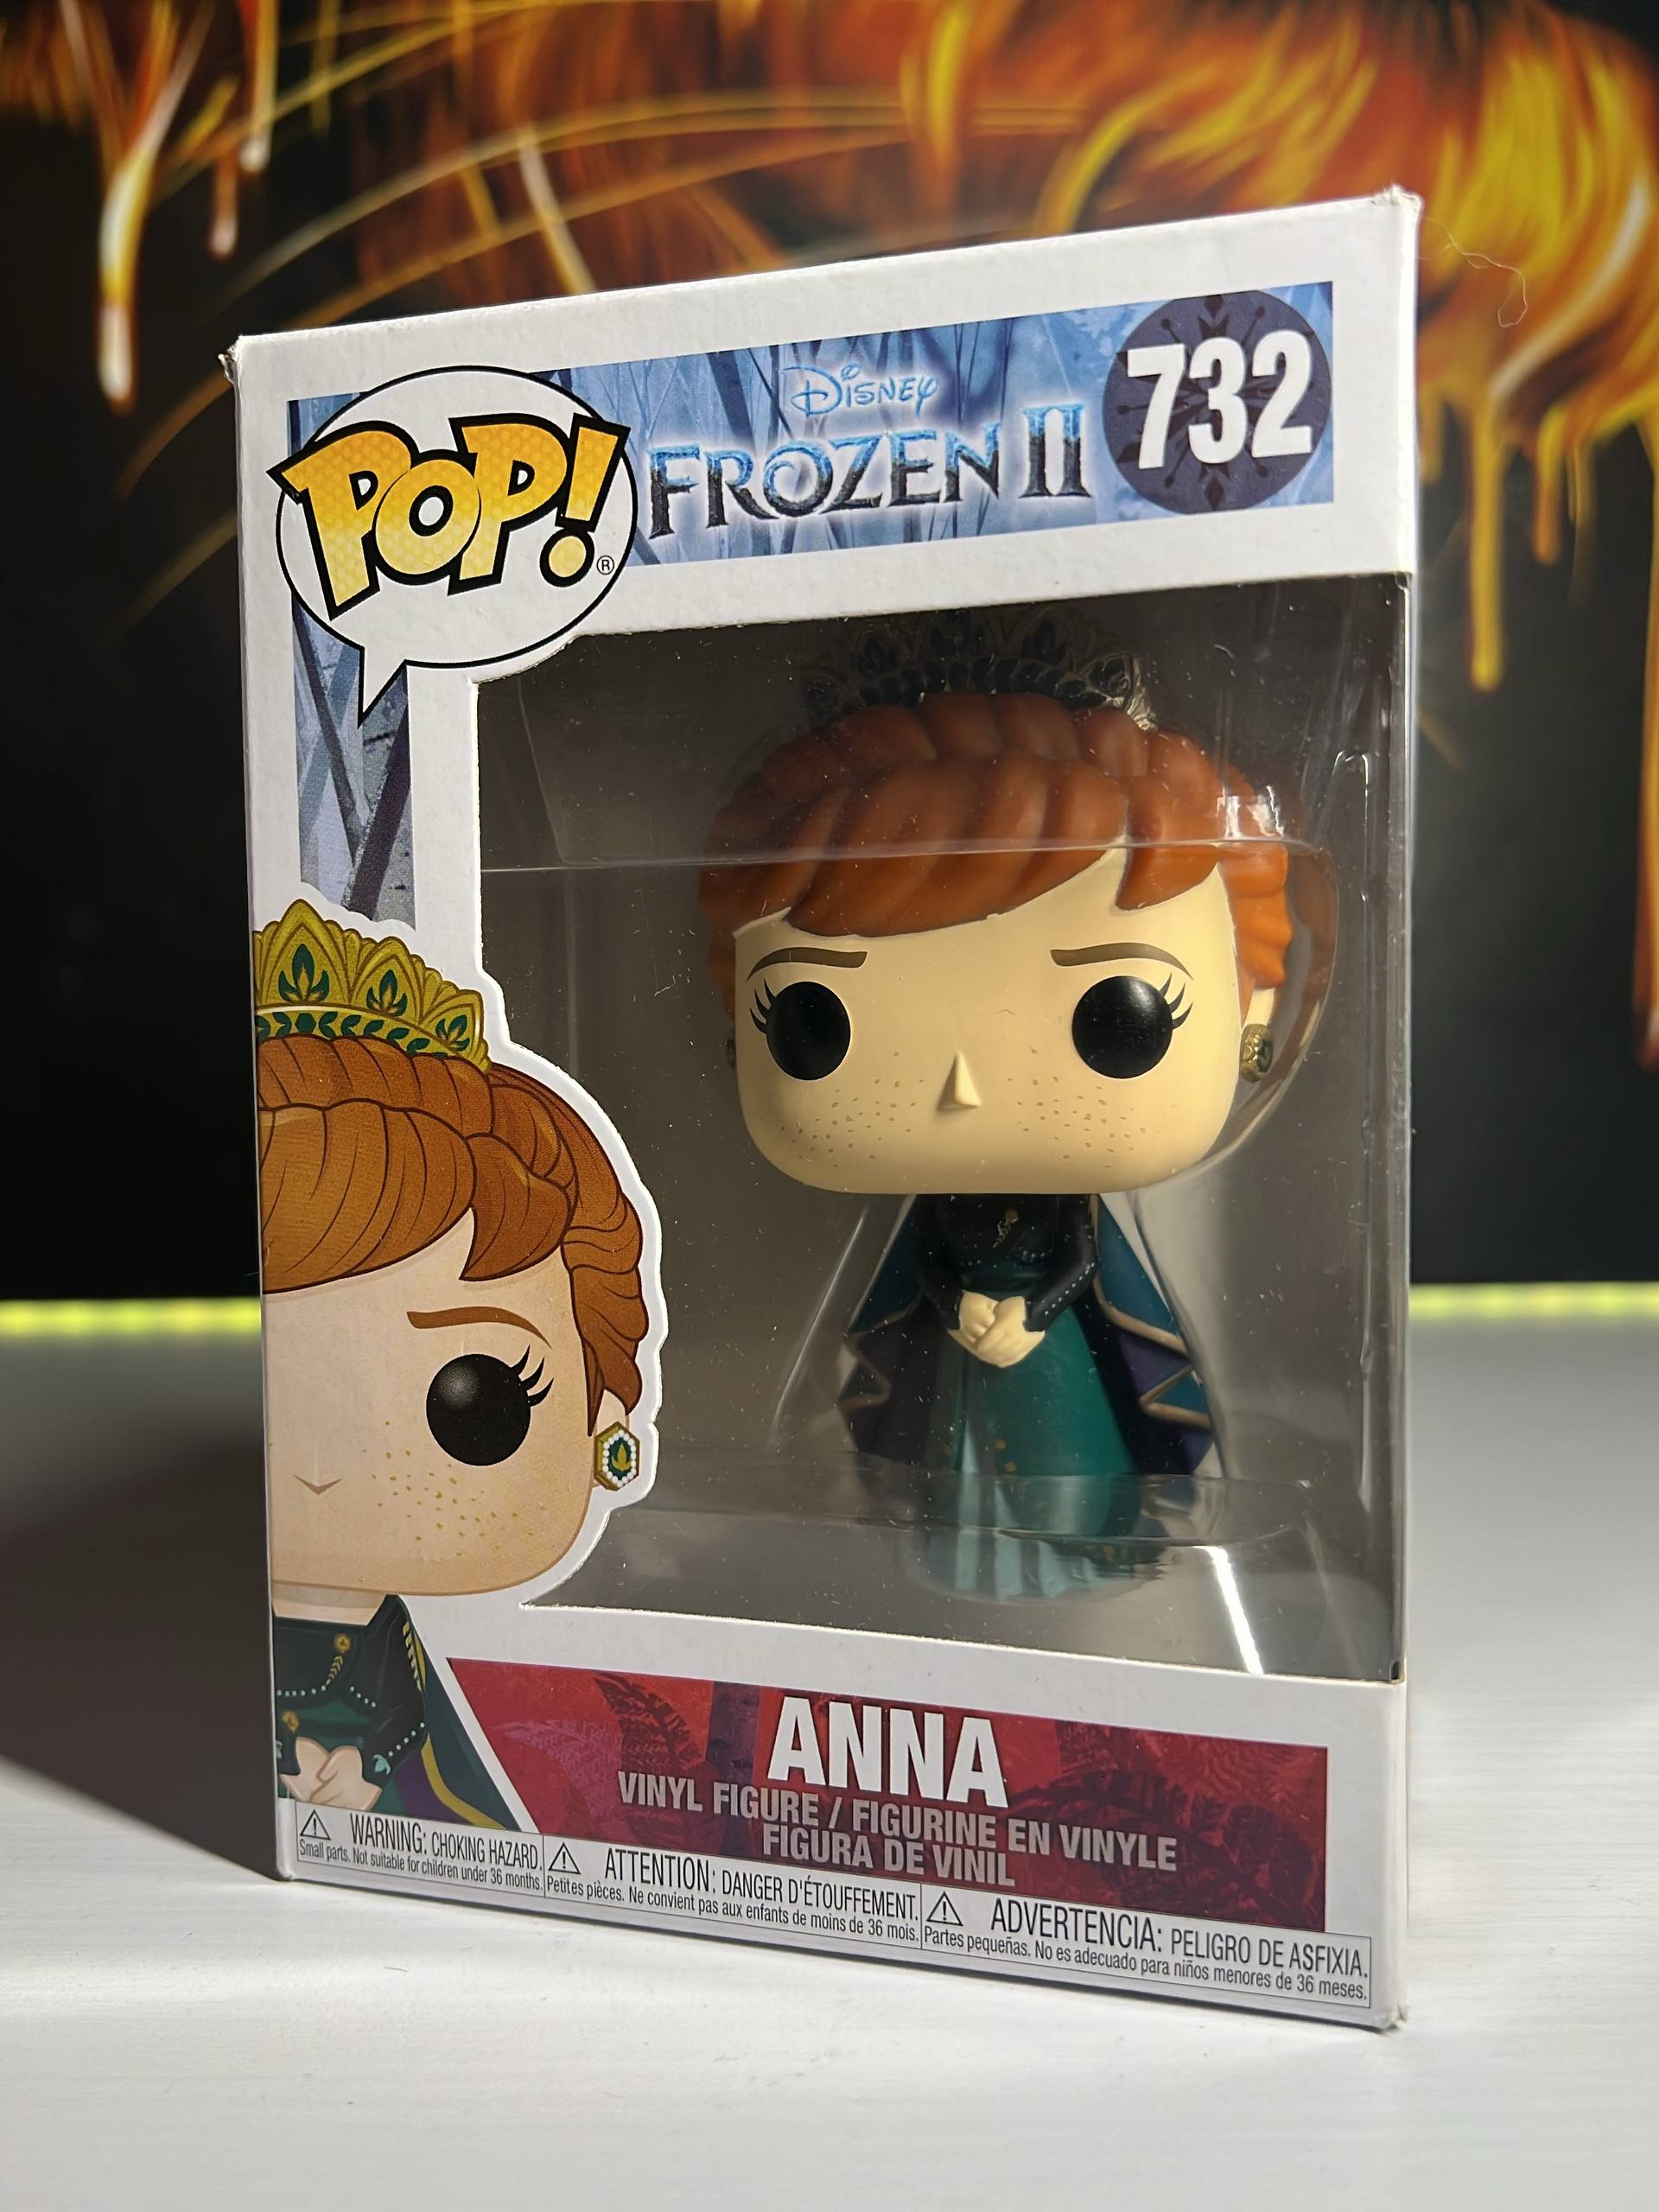 POP!®
Disney
FROZEN II
732
ANNA
VINYL FIGURE / FIGURINE EN VINYLE
FIGURA DE VINIL
WARNING: CHOKING HAZARD.
Small parts. Not suitable for children under 36 months.
ATTENTION: DANGER D'ÉTOUFFEMENT.
Petites pièces. Ne convient pas aux enfants de moins de 36 mois.
ADVERTENCIA: PELIGRO DE ASFIXIA.
Partes pequeñas. No es adecuado para niños menores de 36 meses.